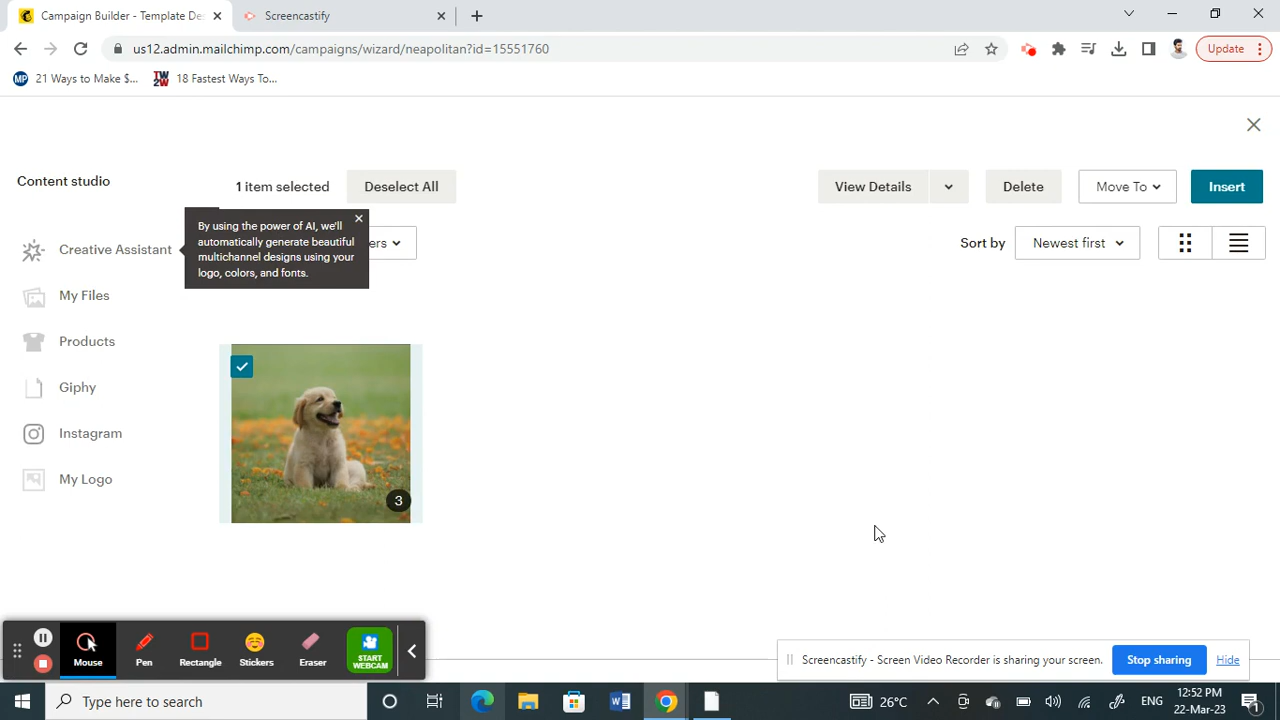 Campaign Builder - Template De:
Screencastify
us12.admin.mailchimp.com/campaigns/wizard/neapolitan?id=15551760
Update
MP 21 Ways to Make $...
TW2W 18 Fastest Ways To...
Content studio
1 item selected
Deselect All
View Details
Delete
Move To
Insert
By using the power of AI, we'll
automatically generate beautiful
multichannel designs using your
logo, colors, and fonts.
ers
Sort by
Newest first
Creative Assistant
My Files
Products
Giphy
Instagram
My Logo
3
Mouse
Pen
Rectangle
Stickers
Eraser
START
WEBCAM
Screencastify - Screen Video Recorder is sharing your screen.
Stop sharing
Hide
Type here to search
26°C
ENG
12:52 PM
22-Mar-23
1